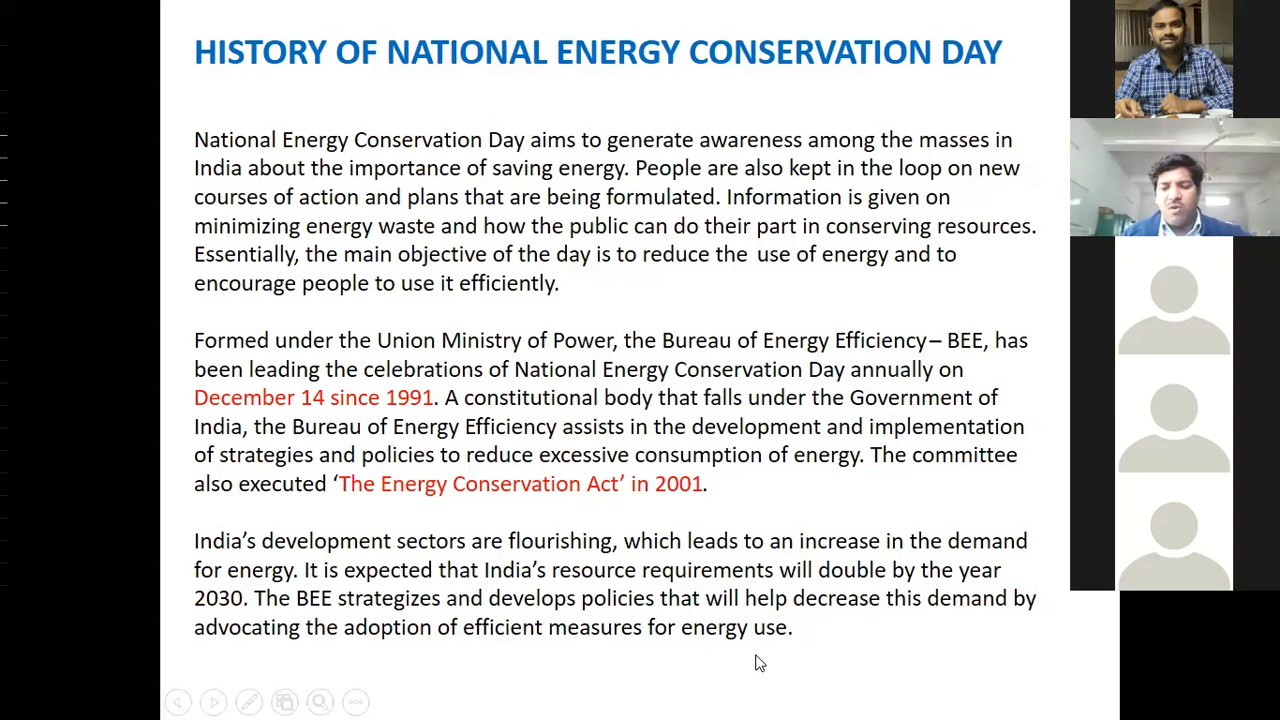 HISTORY OF NATIONAL ENERGY CONSERVATION DAY
National Energy Conservation Day aims to generate awareness among the masses in
India about the importance of saving energy. People are also kept in the loop on new
courses of action and plans that are being formulated. Information is given on
minimizing energy waste and how the public can do their part in conserving resources.
Essentially, the main objective of the day is to reduce the use of energy and to
encourage people to use it efficiently.
Formed under the Union Ministry of Power, the Bureau of Energy Efficiency – BEE, has
been leading the celebrations of National Energy Conservation Day annually on
December 14 since 1991. A constitutional body that falls under the Government of
India, the Bureau of Energy Efficiency assists in the development and implementation
of strategies and policies to reduce excessive consumption of energy. The committee
also executed ‘The Energy Conservation Act’ in 2001.
India’s development sectors are flourishing, which leads to an increase in the demand
for energy. It is expected that India’s resource requirements will double by the year
2030. The BEE strategizes and develops policies that will help decrease this demand by
advocating the adoption of efficient measures for energy use.